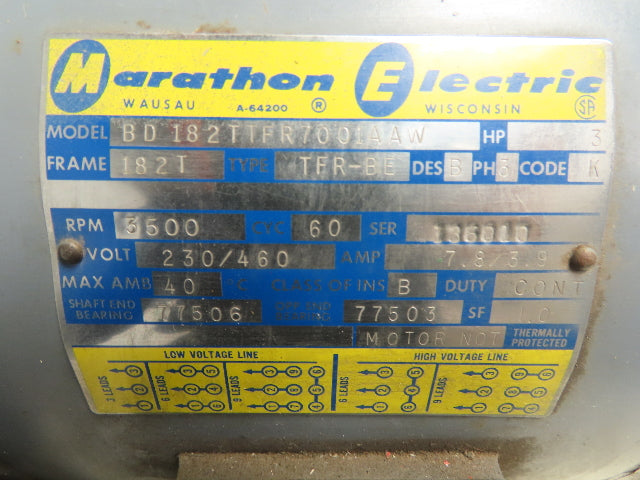 Marathon Electric
WAUSAU A-64200 ® WISCONSIN SA
MODEL BD 182TTFR7001AAW HP 3
FRAME 182T TYPE TFR-BE DES B PH 3 CODE K
RPM 3500 CYC 60 SER
VOLT 230/460 AMP 7.8/3.9
MAX AMB 40 °C CLASS OF INS B DUTY CONT
SHAFT END BEARING 77506 OPP END BEARING 77503 SF 1.0
MOTOR NOT THERMALLY PROTECTED
LOW VOLTAGE LINE HIGH VOLTAGE LINE
3 LEADS 6 LEADS 9 LEADS 6 LEADS 9 LEADS